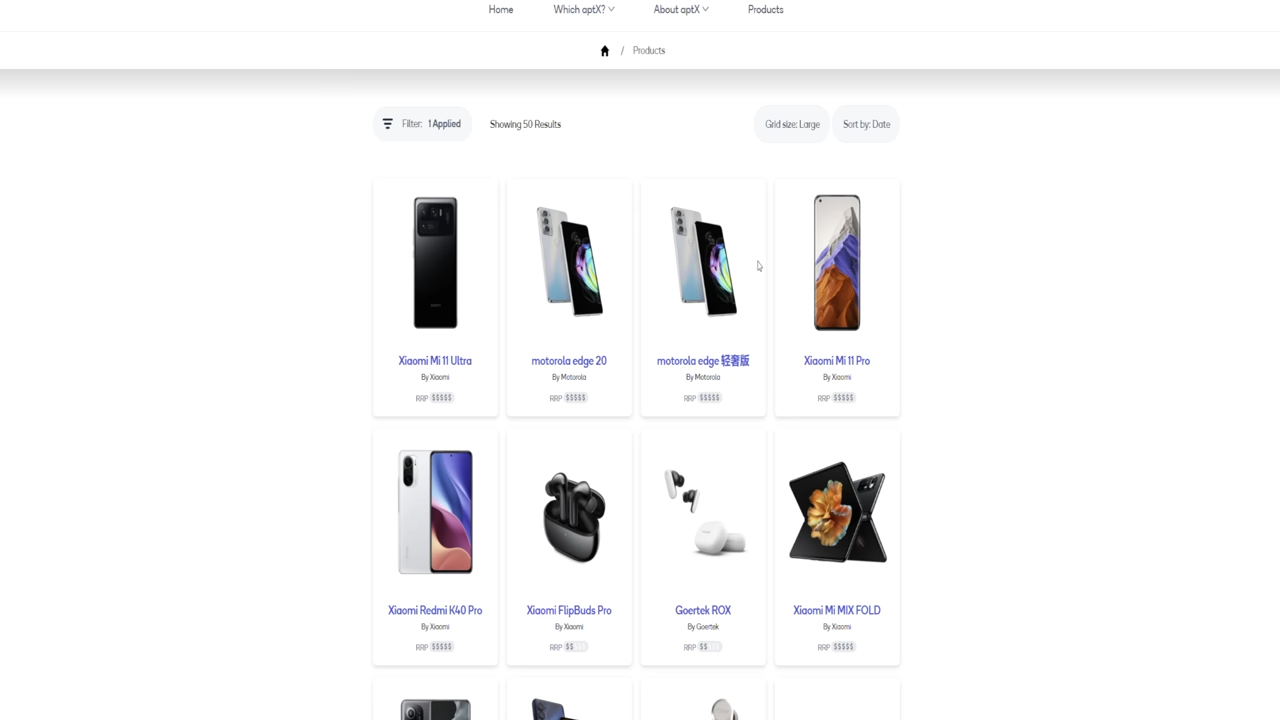 Home
Which aptX?
About aptX
Products
/ Products
Filter: 1 Applied
Showing 50 Results
Grid size: Large
Sort by: Date
Xiaomi Mi 11 Ultra
By Xiaomi
RRP $$$$$
motorola edge 20
By Motorola
RRP $$$$$
motorola edge 轻奢版
By Motorola
RRP $$$$$
Xiaomi Mi 11 Pro
By Xiaomi
RRP $$$$$
Xiaomi Redmi K40 Pro
By Xiaomi
RRP $$$$$
Xiaomi FlipBuds Pro
By Xiaomi
RRP $$
Goertek ROX
By Goertek
RRP $$
Xiaomi Mi MIX FOLD
By Xiaomi
RRP $$$$$